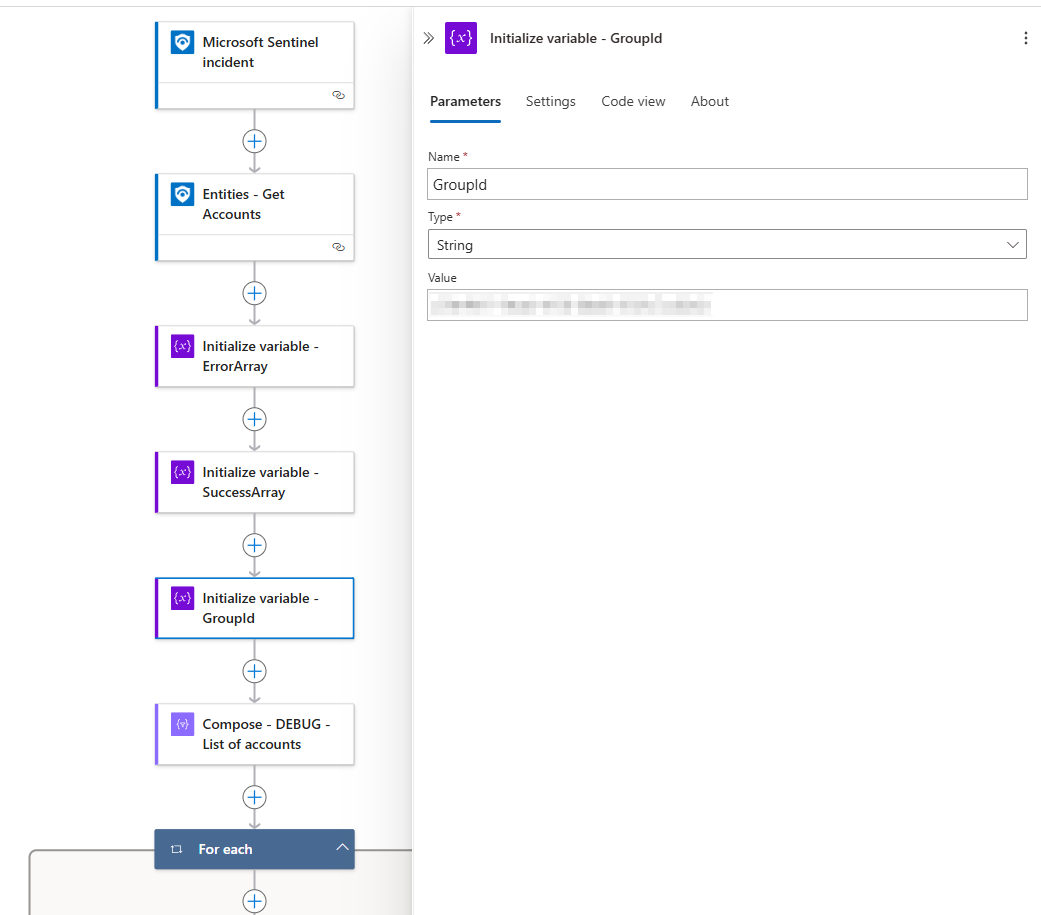 Microsoft Sentinel
incident
Entities - Get
Accounts
Initialize variable -
ErrorArray
Initialize variable -
SuccessArray
Initialize variable -
GroupId
Compose - DEBUG -
List of accounts
For each
{x} Initialize variable - GroupId
Parameters Settings Code view About
Name *
GroupId
Type *
String
Value